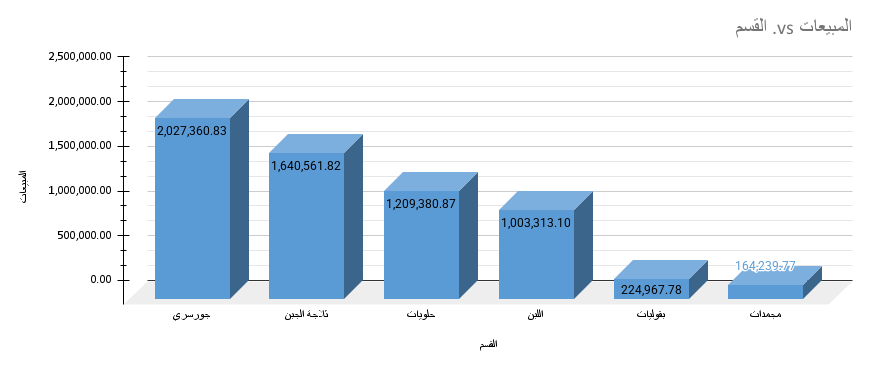 المبيعات vs. القسم
2,500,000.00
2,000,000.00
1,500,000.00
1,000,000.00
500,000.00
0.00
المبيعات
2,027,360.83
1,640,561.82
1,209,380.87
1,003,313.10
224,967.78
164,239.77
جورسري
ثلاجة الجبن
حلويات
اللبن
بقوليات
مجمدات
القسم